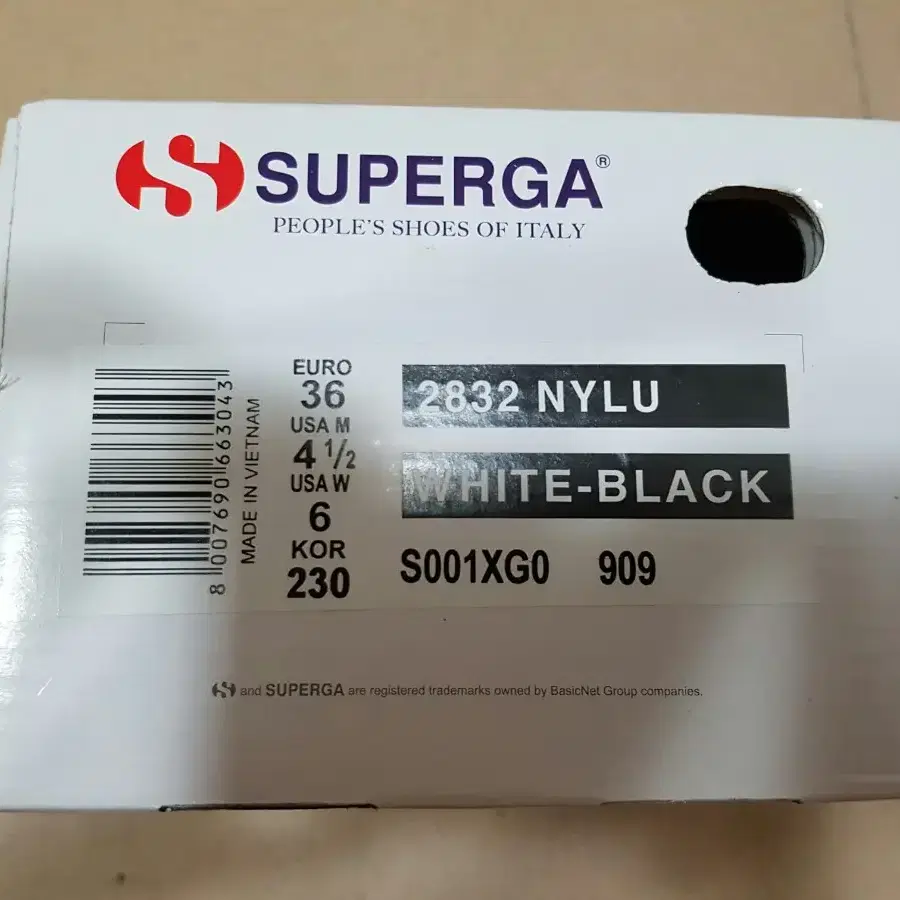 SUPERGA®
PEOPLE'S SHOES OF ITALY
8 007690 663043
MADE IN VIETNAM
EURO
36
USA M
4 1/2
USA W
6
KOR
230
2832 NYLU
WHITE-BLACK
S001XG0 909
and SUPERGA are registered trademarks owned by BasicNet Group companies.